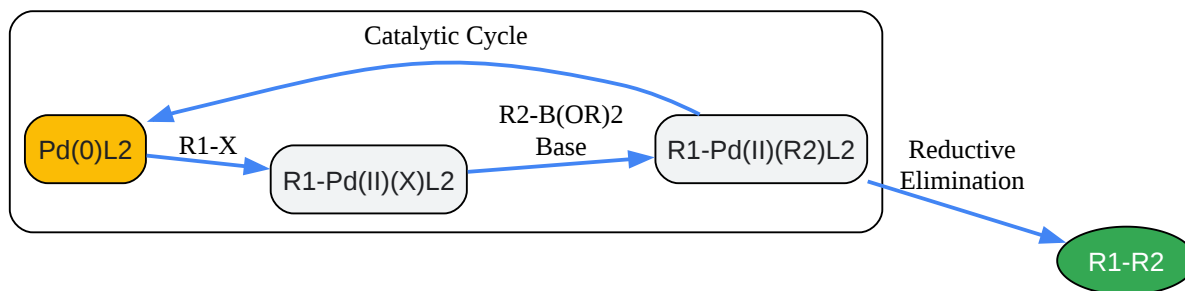 Catalytic Cycle
Pd(0)L2
R1-X
R1-Pd(II)(X)L2
R2-B(OR)2
Base
R1-Pd(II)(R2)L2
Reductive
Elimination
R1-R2